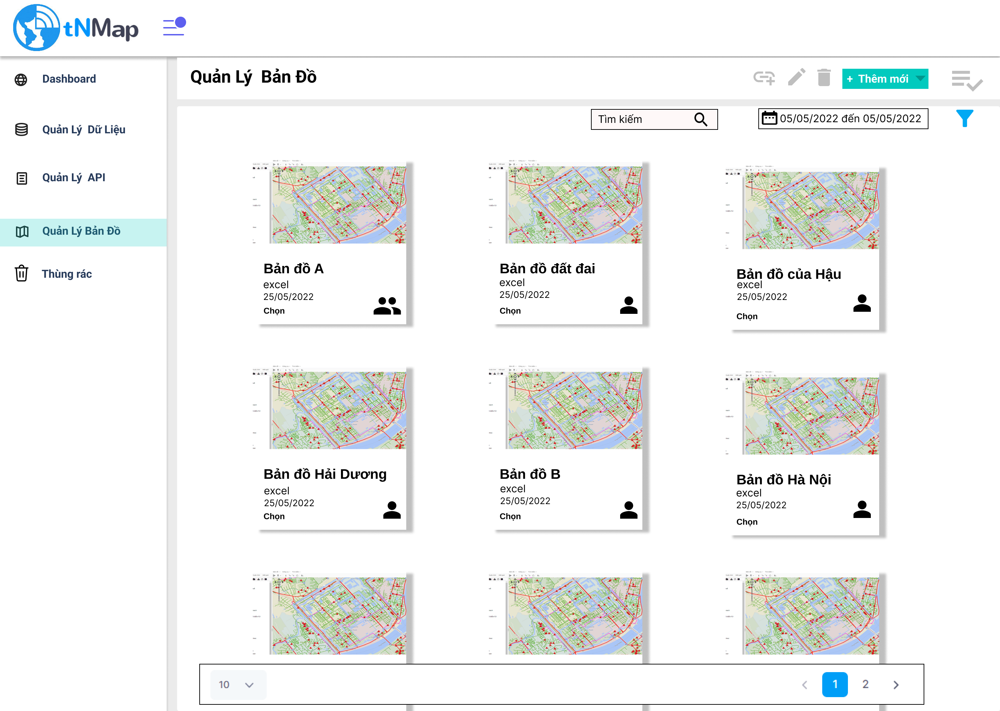 tNMap
Dashboard
Quản Lý Dữ Liệu
Quản Lý API
Quản Lý Bản Đồ
Thùng rác
Quản Lý Bản Đồ
+ Thêm mới
Tìm kiếm
05/05/2022 đến 05/05/2022
Bản đồ A
excel
25/05/2022
Chọn
Bản đồ đất đai
excel
25/05/2022
Chọn
Bản đồ của Hậu
excel
25/05/2022
Chọn
Bản đồ Hải Dương
excel
25/05/2022
Chọn
Bản đồ B
excel
25/05/2022
Chọn
Bản đồ Hà Nội
excel
25/05/2022
Chọn
10
1
2